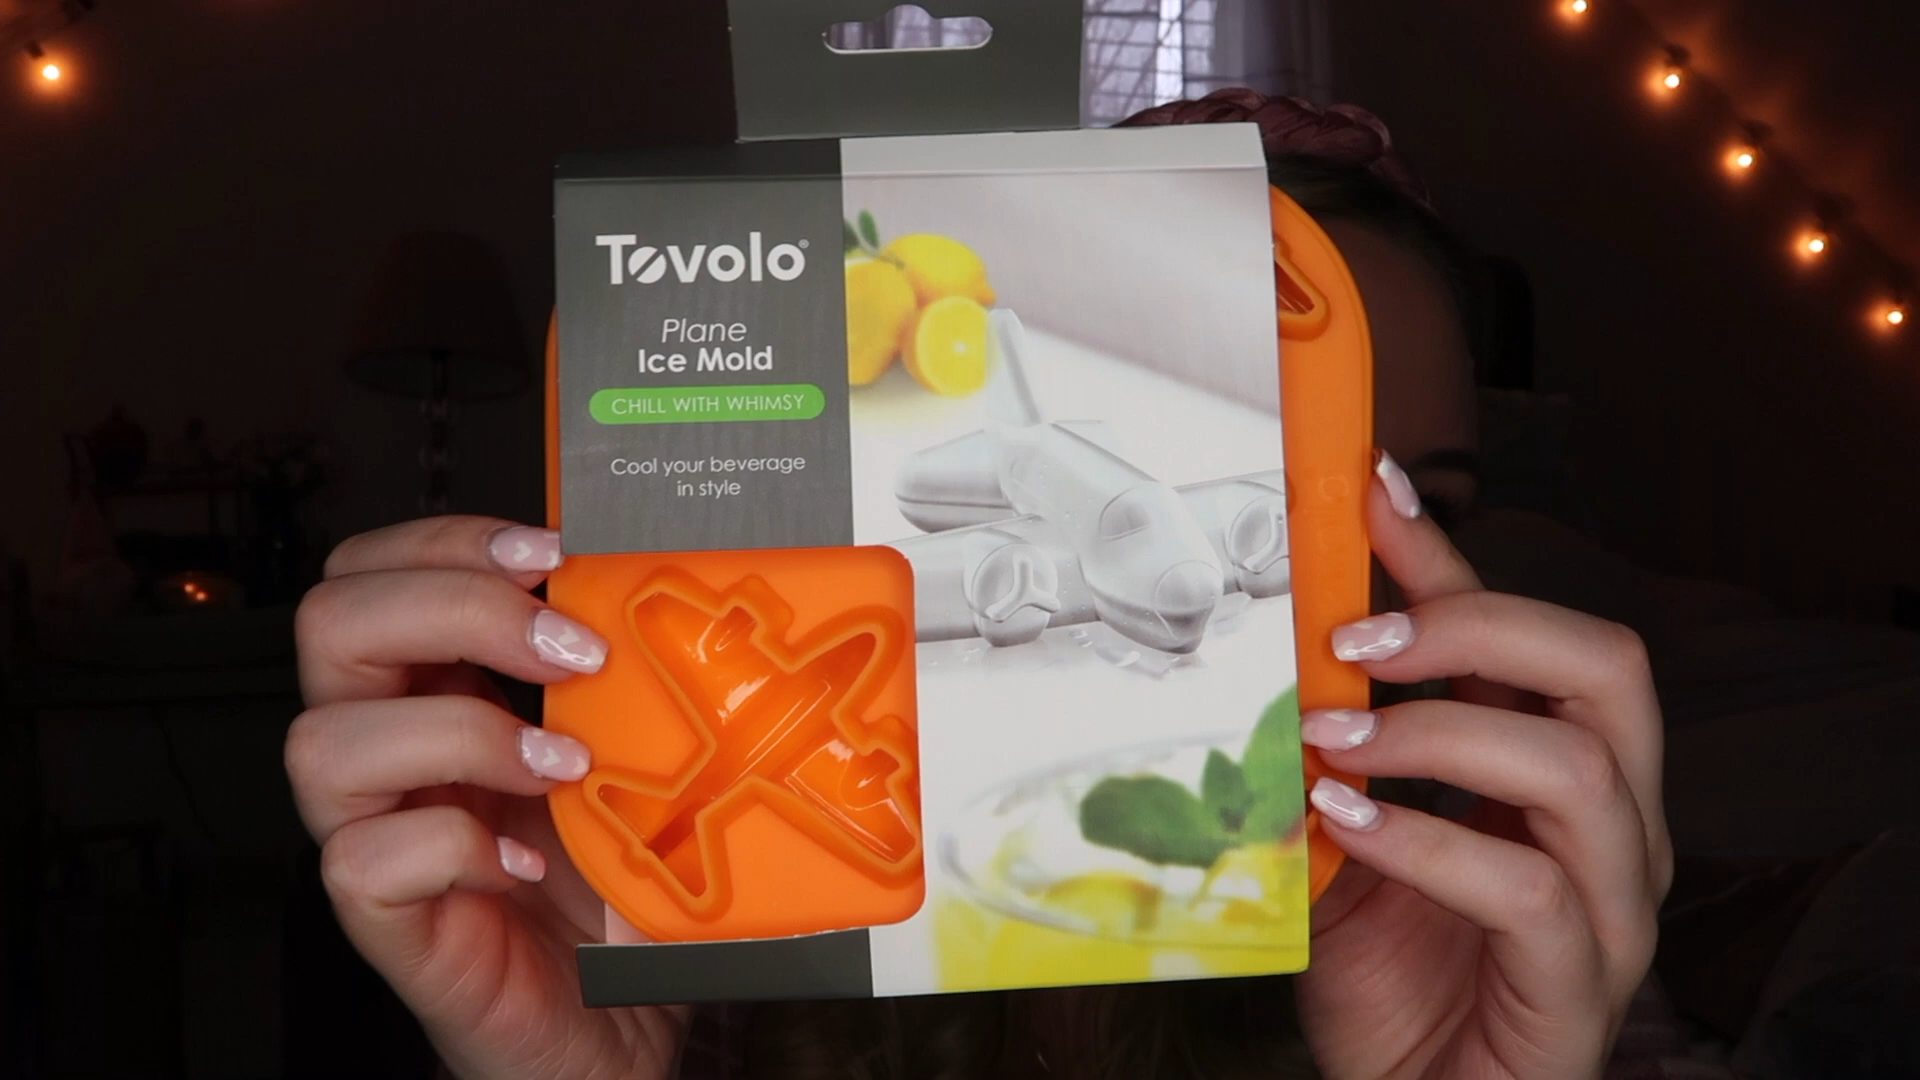 Tovolo®
Plane
Ice Mold
CHILL WITH WHIMSY
Cool your beverage
in style